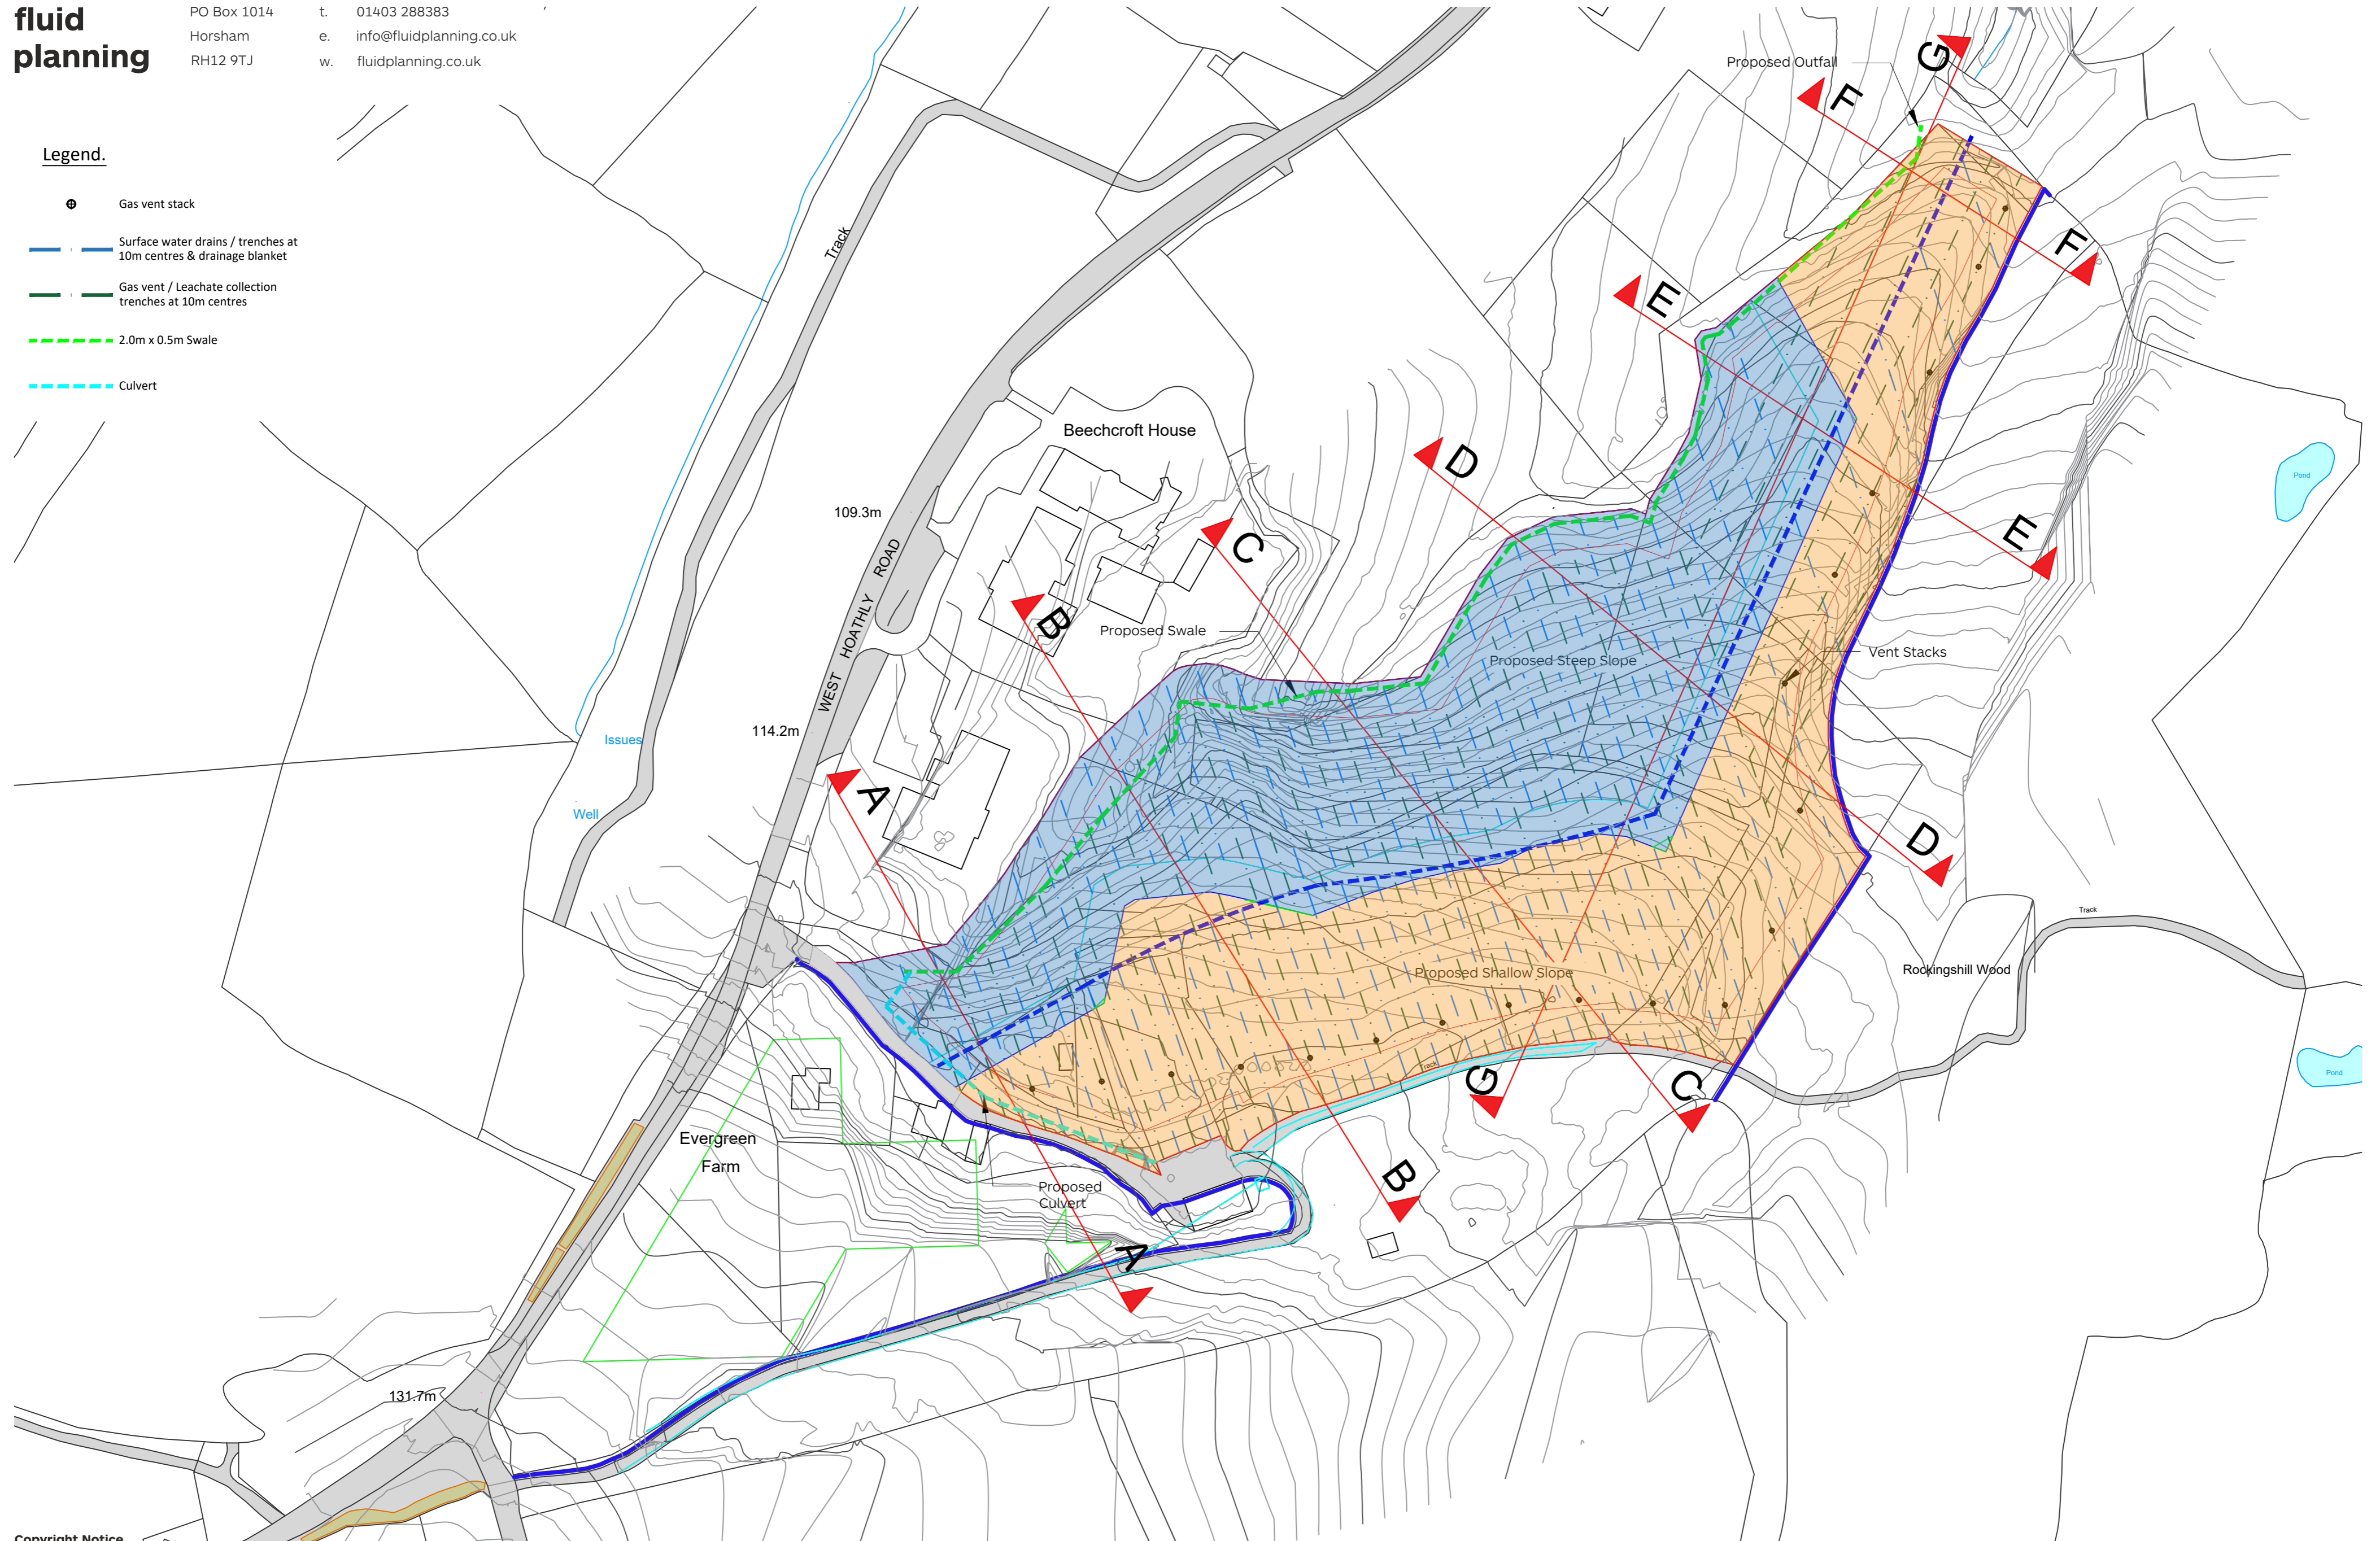 fluid
planning
PO Box 1014
Horsham
RH12 9TJ
t. 01403 288383
e. info@fluidplanning.co.uk
w. fluidplanning.co.uk
Legend.
Gas vent stack
Surface water drains / trenches at
10m centres & drainage blanket
Gas vent / Leachate collection
trenches at 10m centres
2.0m x 0.5m Swale
Culvert
Proposed Outfall
G
F
F
E
E
Track
Beechcroft House
Pond
109.3m
D
C
WEST HOATHLY ROAD
B
Proposed Swale
Proposed Steep Slope
Vent Stacks
114.2m
Issues
A
Well
D
Track
Proposed Shallow Slope
Rockingshill Wood
Track
G
C
Pond
Evergreen
Farm
Proposed
Culvert
B
A
131.7m
Copyright Notice